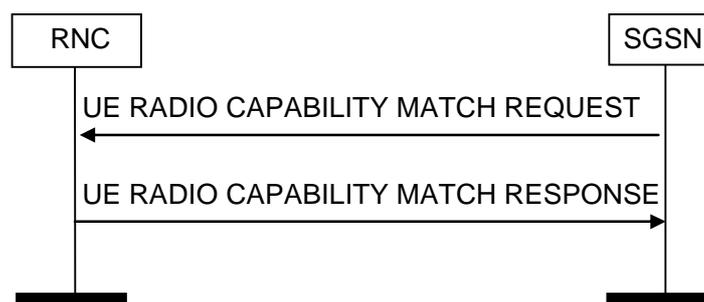 RNC
SGSN
UE RADIO CAPABILITY MATCH REQUEST
UE RADIO CAPABILITY MATCH RESPONSE